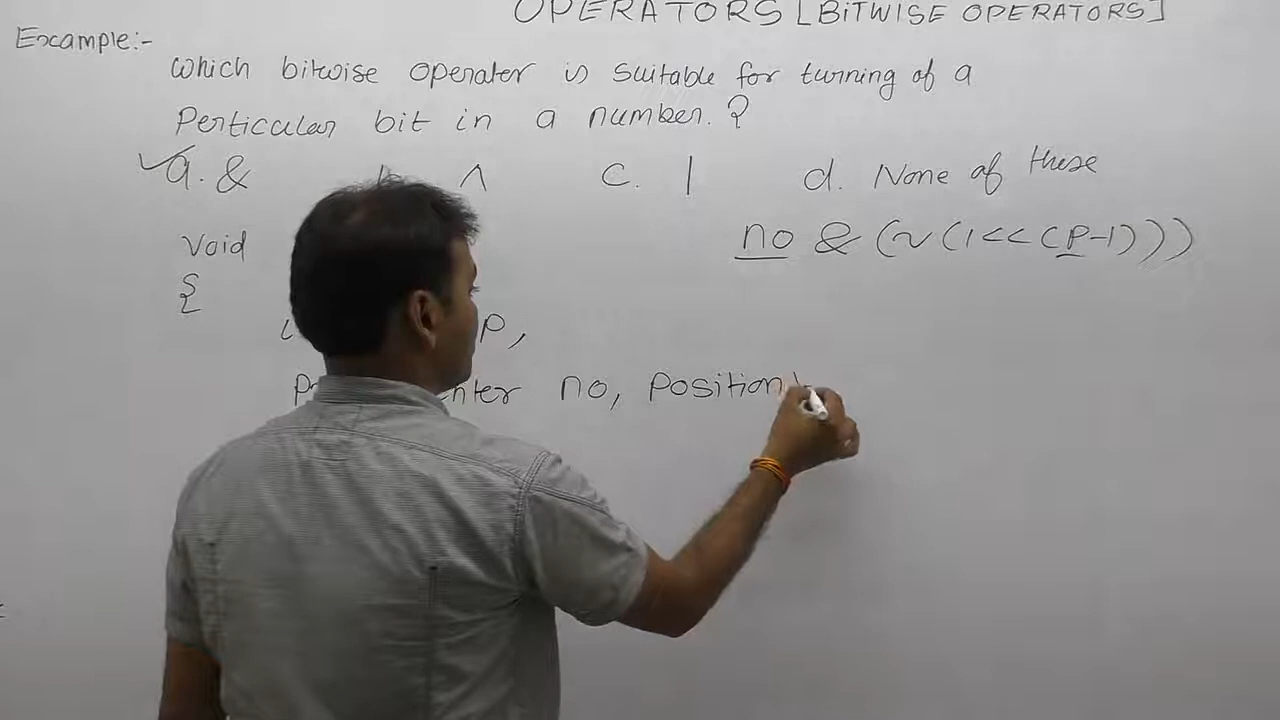 OPERATORS [BITWISE OPERATORS]
Example:-
which bitwise operater is suitable for turning of a
Perticular bit in a number.?
a. & ^ c. | d. None of these
void no & (~(1<<(P-1)))
{
P,
no, Position